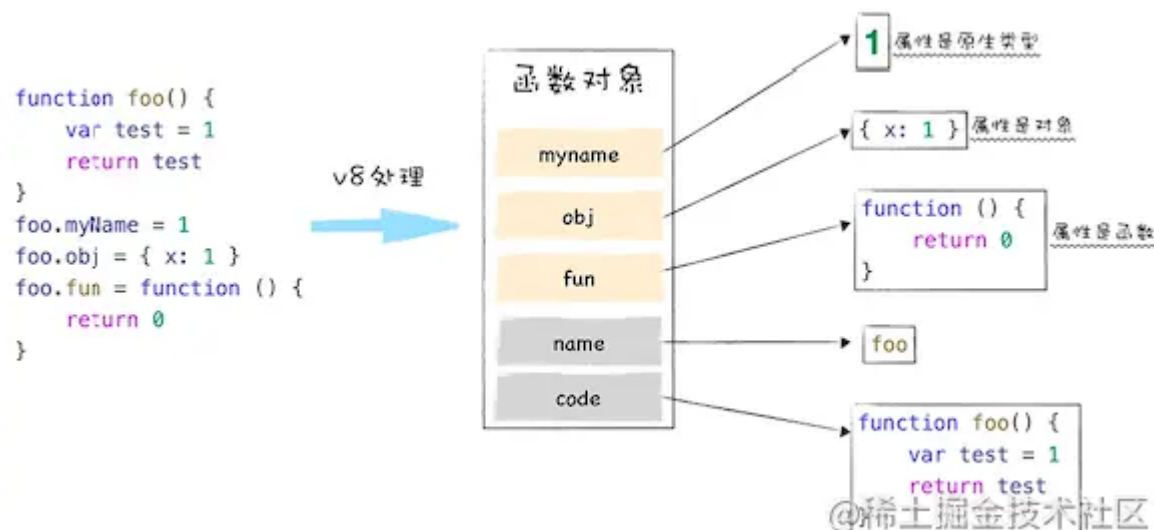 function foo() {
    var test = 1
    return test
}
foo.myName = 1
foo.obj = { x: 1 }
foo.fun = function () {
    return 0
}
v8处理
函数对象
myname
obj
fun
name
code
1 属性是原生类型
{ x: 1 } 属性是对象
function () {
    return 0
}
属性是函数
foo
function foo() {
    var test = 1
    return test
}
@稀土掘金技术社区